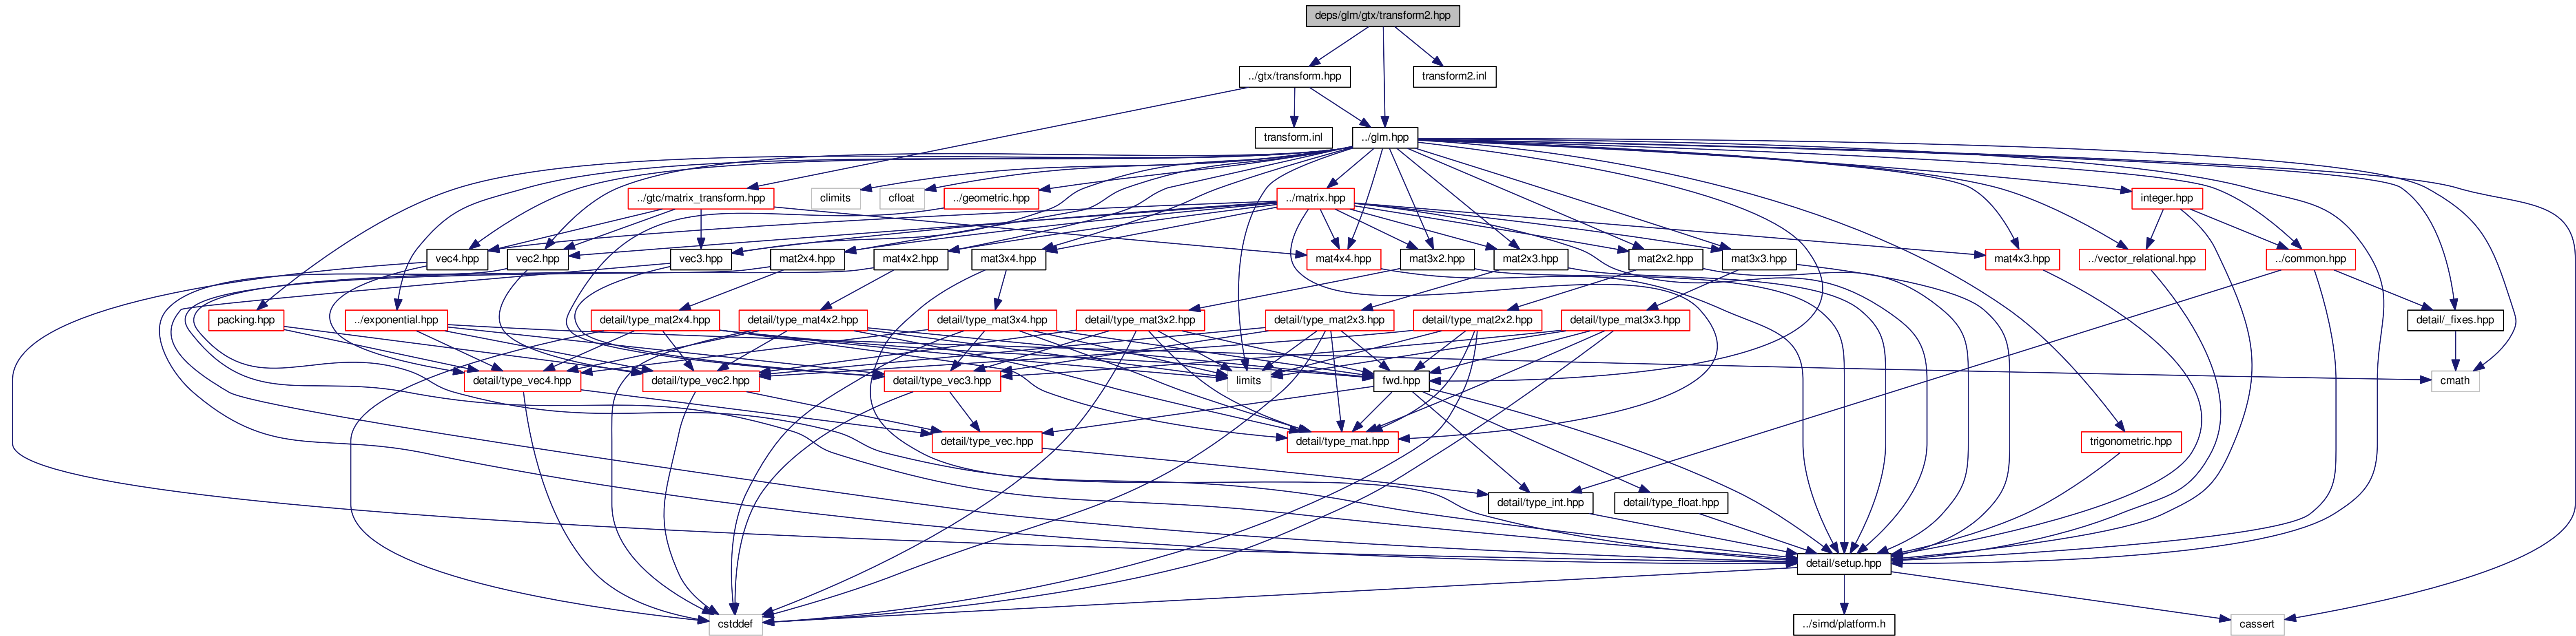 deps/glm/gtx/transform2.hpp
../gtx/transform.hpp
transform2.inl
transform.inl
../glm.hpp
../gtc/matrix_transform.hpp
climits
cfloat
../geometric.hpp
../matrix.hpp
integer.hpp
vec4.hpp
vec2.hpp
vec3.hpp
mat2x4.hpp
mat4x2.hpp
mat3x4.hpp
mat4x4.hpp
mat3x2.hpp
mat2x3.hpp
mat2x2.hpp
mat3x3.hpp
mat4x3.hpp
../vector_relational.hpp
../common.hpp
packing.hpp
../exponential.hpp
detail/type_mat2x4.hpp
detail/type_mat4x2.hpp
detail/type_mat3x4.hpp
detail/type_mat3x2.hpp
detail/type_mat2x3.hpp
detail/type_mat2x2.hpp
detail/type_mat3x3.hpp
detail/_fixes.hpp
detail/type_vec4.hpp
detail/type_vec2.hpp
detail/type_vec3.hpp
limits
fwd.hpp
cmath
detail/type_vec.hpp
detail/type_mat.hpp
trigonometric.hpp
detail/type_int.hpp
detail/type_float.hpp
detail/setup.hpp
cstddef
../simd/platform.h
cassert